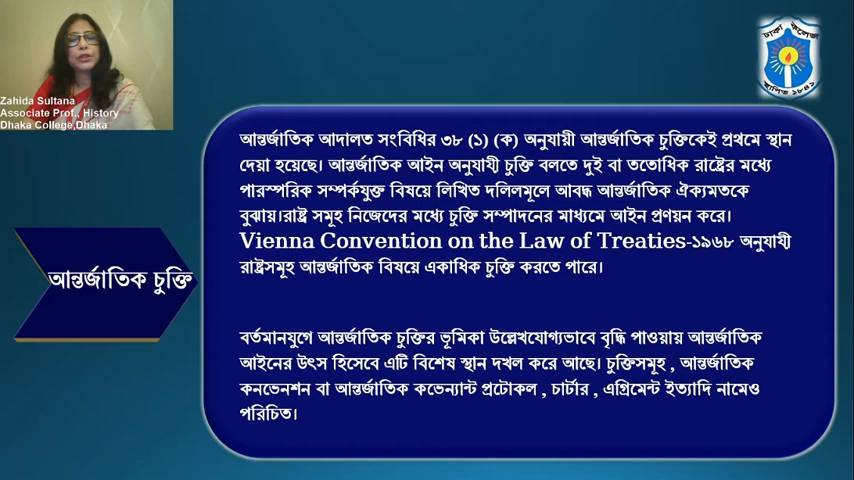 Zahida Sultana
Associate Prof., History
Dhaka College,Dhaka
ঢাকা কলেজ
স্থাপিত ১৮৪১
আন্তর্জাতিক চুক্তি
আন্তর্জাতিক আদালত সংবিধির ৩৮ (১) (ক) অনুযায়ী আন্তর্জাতিক চুক্তিকেই প্রথমে স্থান
দেয়া হয়েছে। আন্তর্জাতিক আইন অনুযাযী চুক্তি বলতে দুই বা ততোধিক রাষ্ট্রের মধ্যে
পারস্পরিক সম্পর্কযুক্ত বিষয়ে লিখিত দলিলমূলে আবদ্ধ আন্তর্জাতিক ঐক্যমতকে
বুঝায়।রাষ্ট্র সমূহ নিজেদের মধ্যে চুক্তি সম্পাদনের মাধ্যমে আইন প্রণয়ন করে।
Vienna Convention on the Law of Treaties-১৯৬৮ অনুযাযী
রাষ্ট্রসমূহ আন্তর্জাতিক বিষয়ে একাধিক চুক্তি করতে পারে।
বর্তমানযুগে আন্তর্জাতিক চুক্তির ভূমিকা উল্লেখযোগ্যভাবে বৃদ্ধি পাওয়ায় আন্তর্জাতিক
আইনের উৎস হিসেবে এটি বিশেষ স্থান দখল করে আছে। চুক্তিসমূহ , আন্তর্জাতিক
কনভেনশন বা আন্তর্জাতিক কভেন্যান্ট প্রটোকল , চার্টার , এগ্রিমেন্ট ইত্যাদি নামেও
পরিচিত।